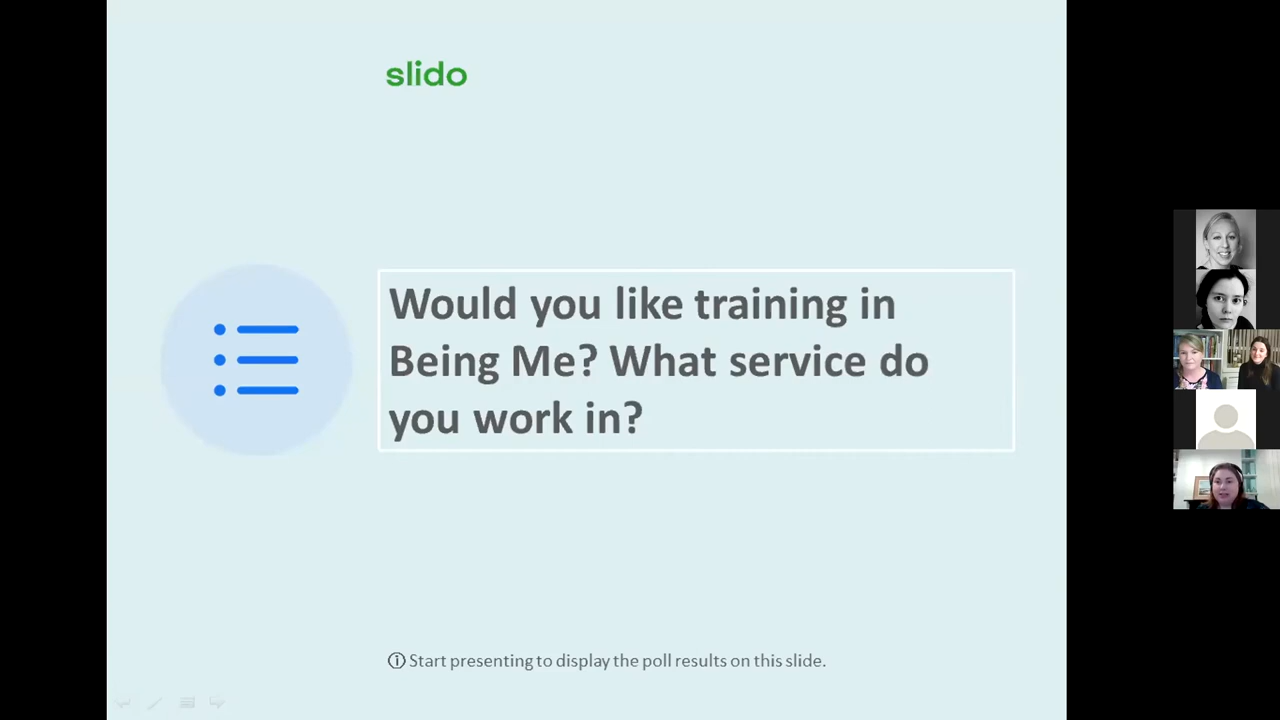 slido
Would you like training in
Being Me? What service do
you work in?
Start presenting to display the poll results on this slide.